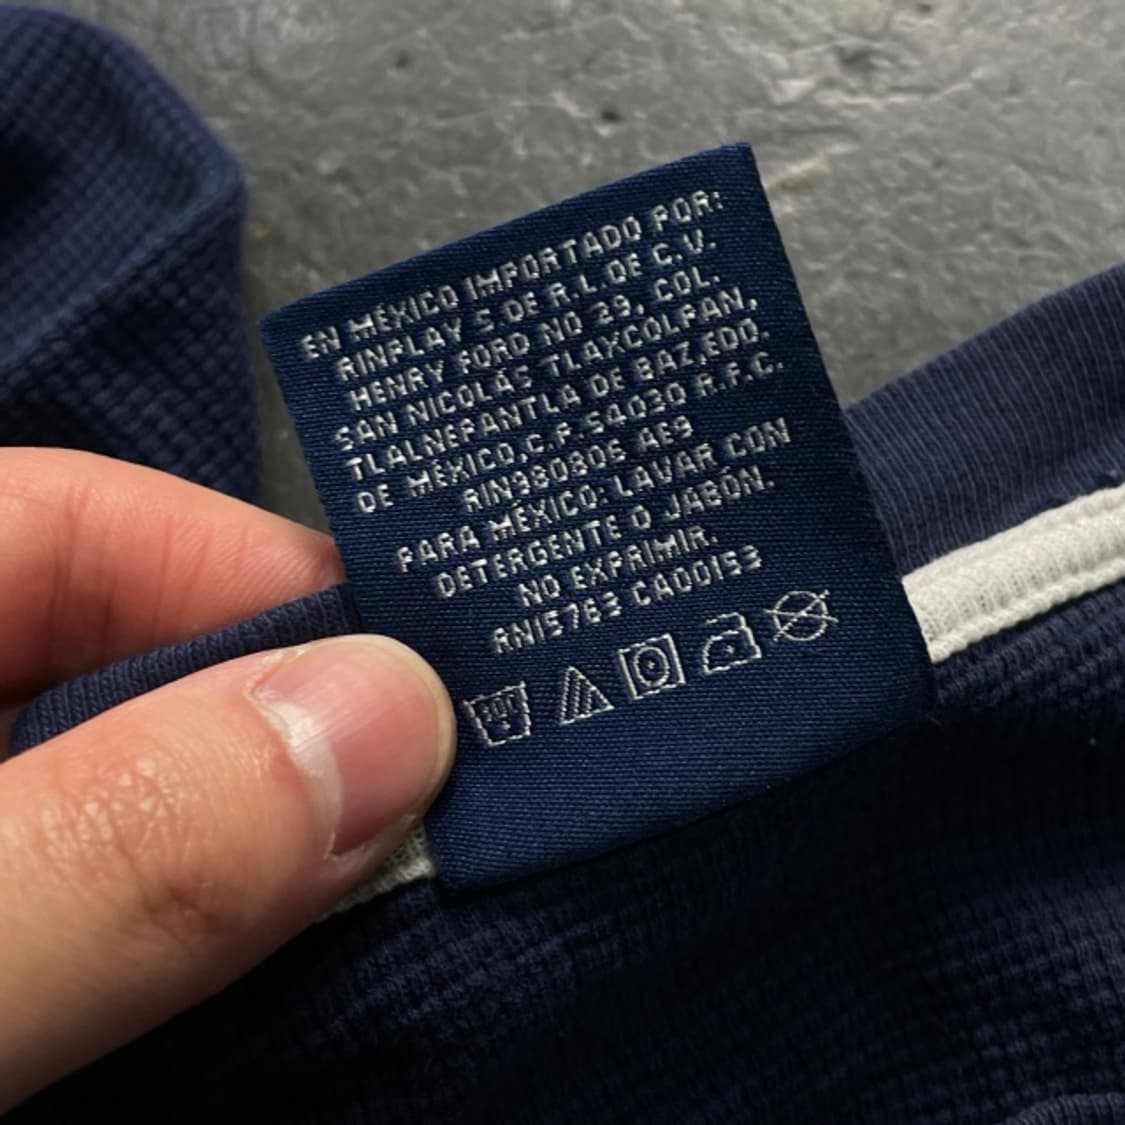 EN MÉXICO IMPORTADO POR:
RINPLAY S DE R.L.DE C.V.
HENRY FORD NO 29, COL.
SAN NICOLÁS TLAXCOLPAN,
TLALNEPANTLA DE BAZ,EDO.
DE MÉXICO,C.P.54030 R.F.C.
RIN980806 AE9
PARA MÉXICO: LAVAR CON
DETERGENTE O JABÓN.
NO EXPRIMIR.
RN15763 CA00153